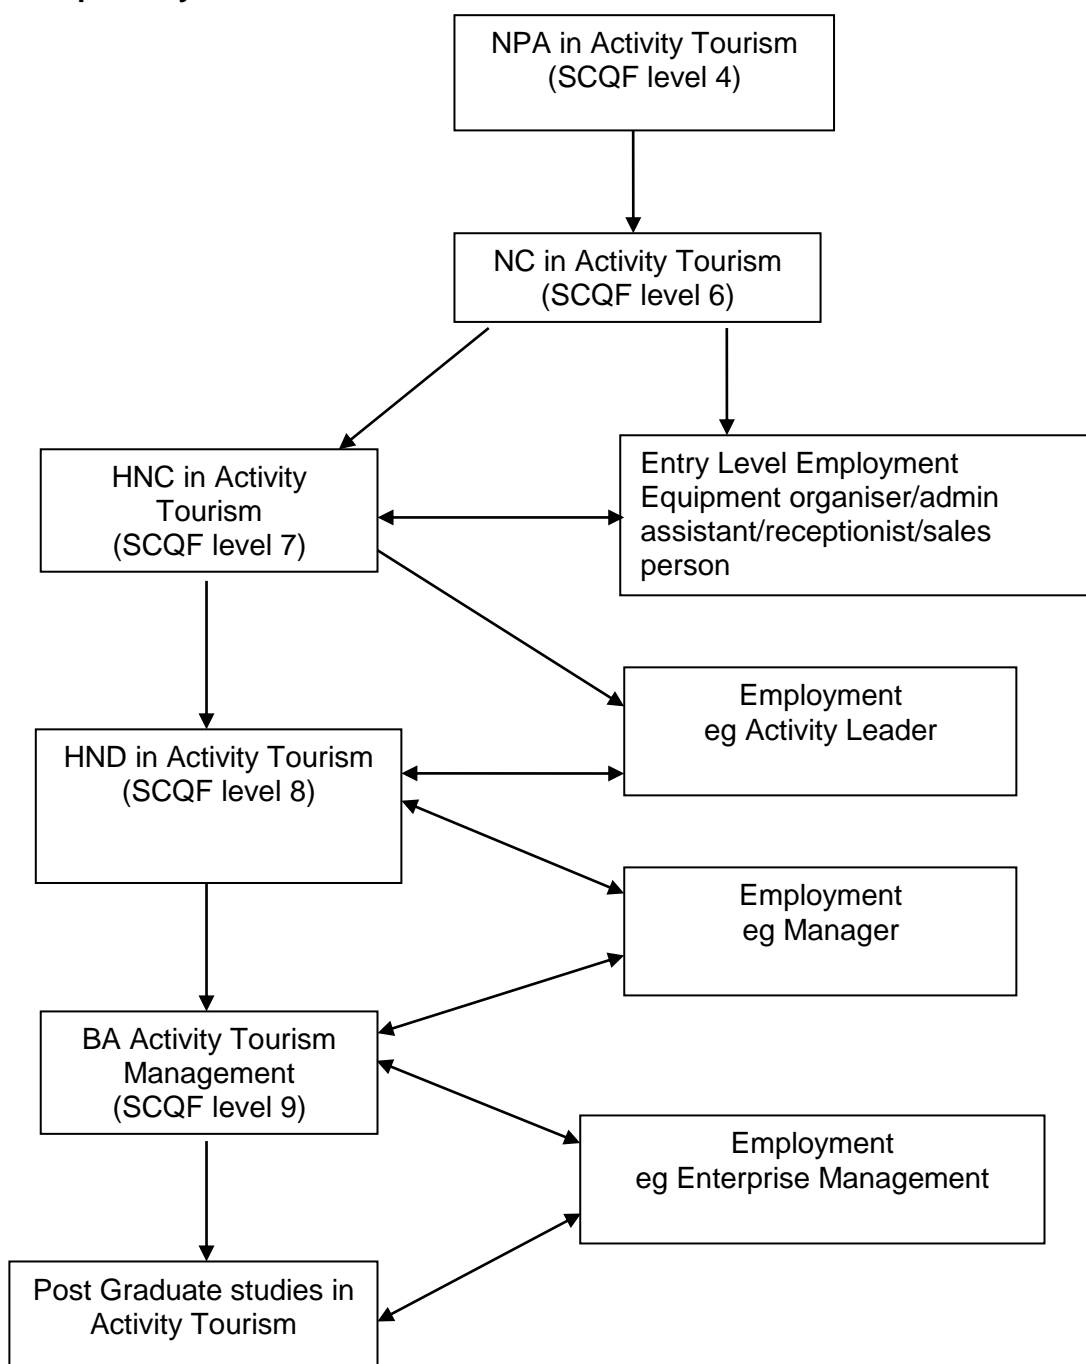 NPA in Activity Tourism
(SCQF level 4)
NC in Activity Tourism
(SCQF level 6)
HNC in Activity
Tourism
(SCQF level 7)
Entry Level Employment
Equipment organiser/admin
assistant/receptionist/sales
person
Employment
eg Activity Leader
HND in Activity Tourism
(SCQF level 8)
Employment
eg Manager
BA Activity Tourism
Management
(SCQF level 9)
Employment
eg Enterprise Management
Post Graduate studies in
Activity Tourism